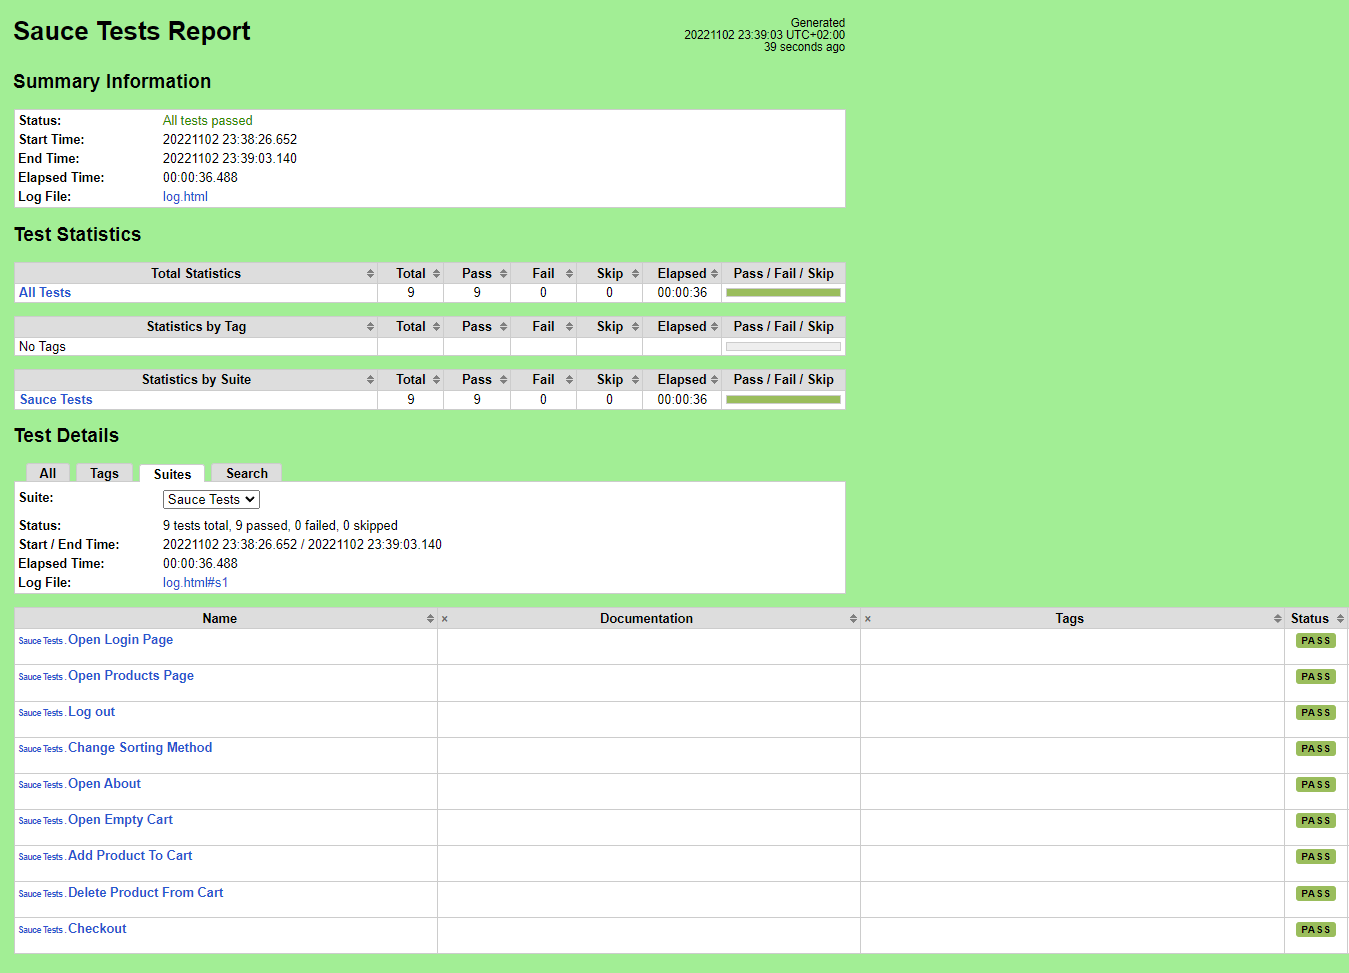 Sauce Tests Report
Generated
20221102 23:39:03 UTC+02:00
39 seconds ago
Summary Information
Status: All tests passed
Start Time: 20221102 23:38:26.652
End Time: 20221102 23:39:03.140
Elapsed Time: 00:00:36.488
Log File: log.html
Test Statistics
Total Statistics Total Pass Fail Skip Elapsed Pass / Fail / Skip
All Tests 9 9 0 0 00:00:36
Statistics by Tag Total Pass Fail Skip Elapsed Pass / Fail / Skip
No Tags
Statistics by Suite Total Pass Fail Skip Elapsed Pass / Fail / Skip
Sauce Tests 9 9 0 0 00:00:36
Test Details
All Tags Suites Search
Suite: Sauce Tests
Status: 9 tests total, 9 passed, 0 failed, 0 skipped
Start / End Time: 20221102 23:38:26.652 / 20221102 23:39:03.140
Elapsed Time: 00:00:36.488
Log File: log.html#s1
Name × Documentation × Tags Status
Sauce Tests . Open Login Page PASS
Sauce Tests . Open Products Page PASS
Sauce Tests . Log out PASS
Sauce Tests . Change Sorting Method PASS
Sauce Tests . Open About PASS
Sauce Tests . Open Empty Cart PASS
Sauce Tests . Add Product To Cart PASS
Sauce Tests . Delete Product From Cart PASS
Sauce Tests . Checkout PASS